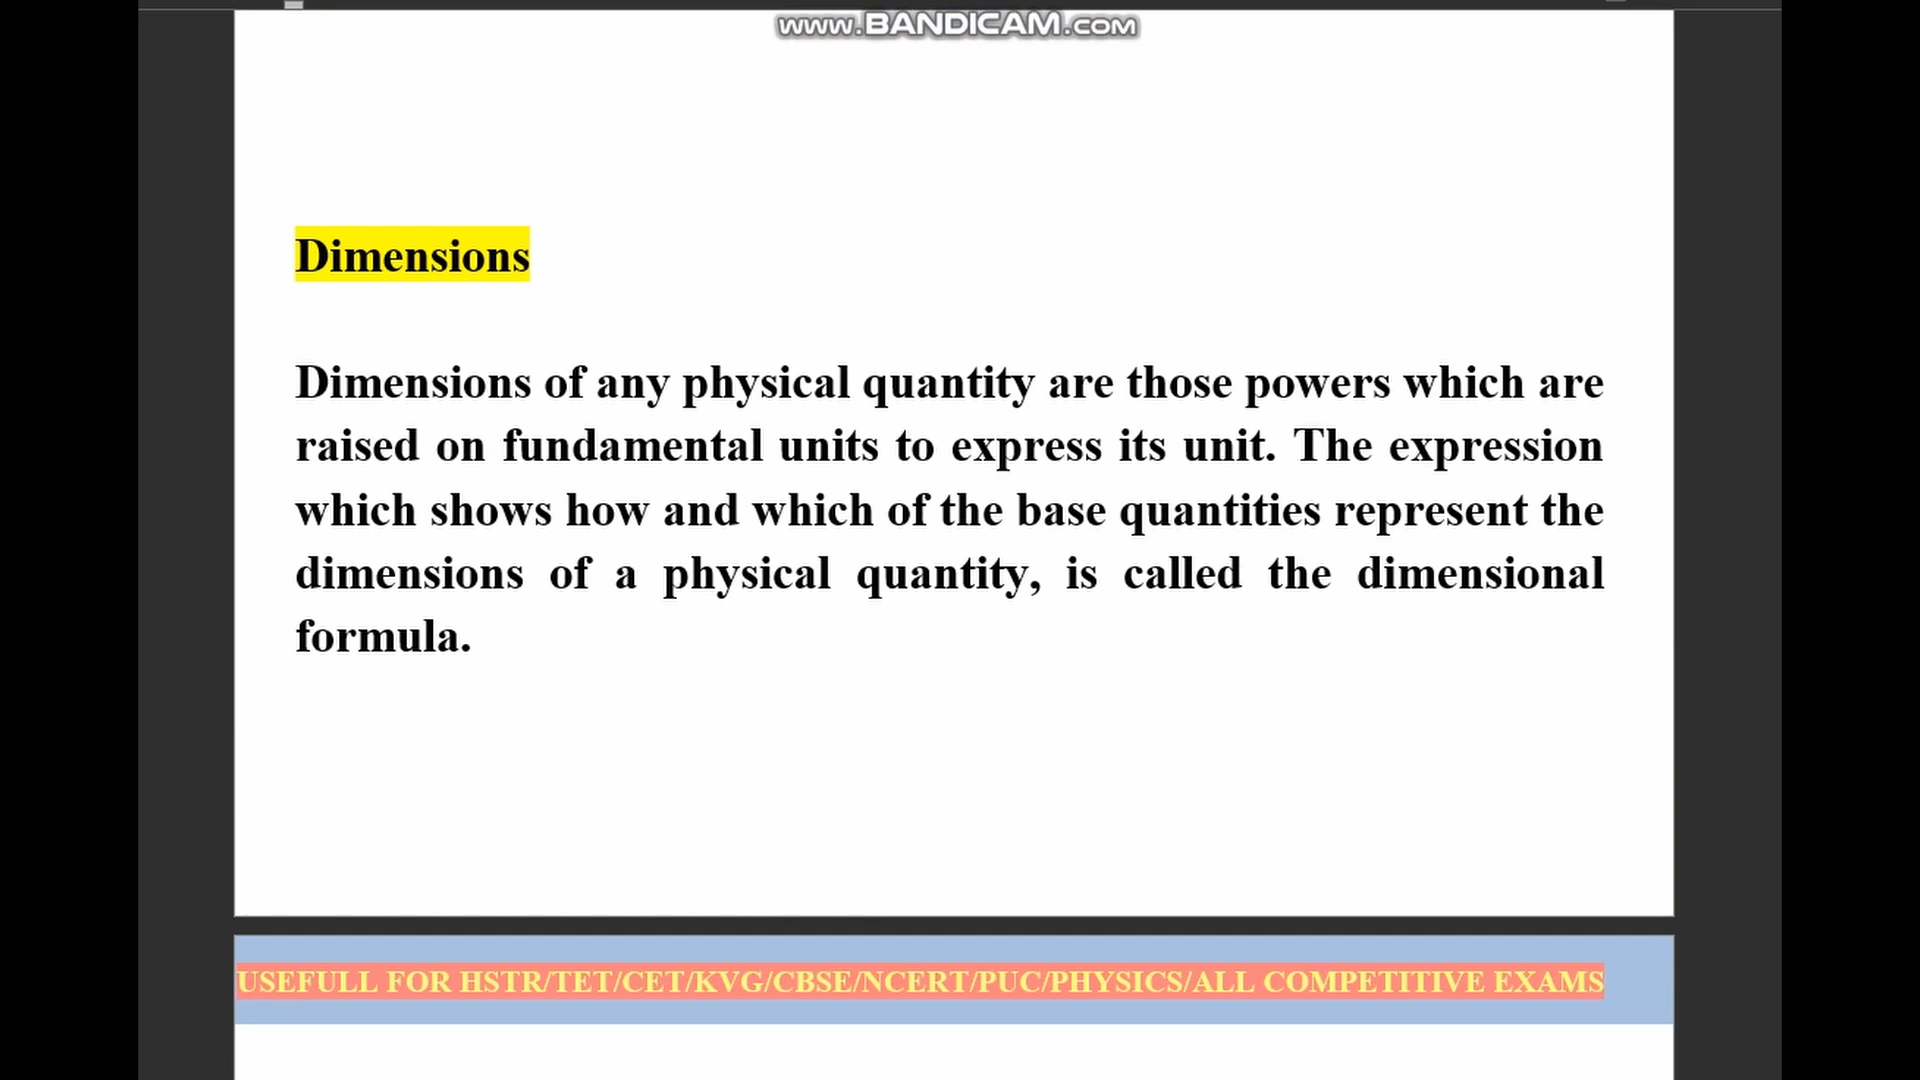 www.BANDICAM.com
Dimensions
Dimensions of any physical quantity are those powers which are
raised on fundamental units to express its unit. The expression
which shows how and which of the base quantities represent the
dimensions of a physical quantity, is called the dimensional
formula.
USEFULL FOR HSTR/TET/CET/KVG/CBSE/NCERT/PUC/PHYSICS/ALL COMPETITIVE EXAMS